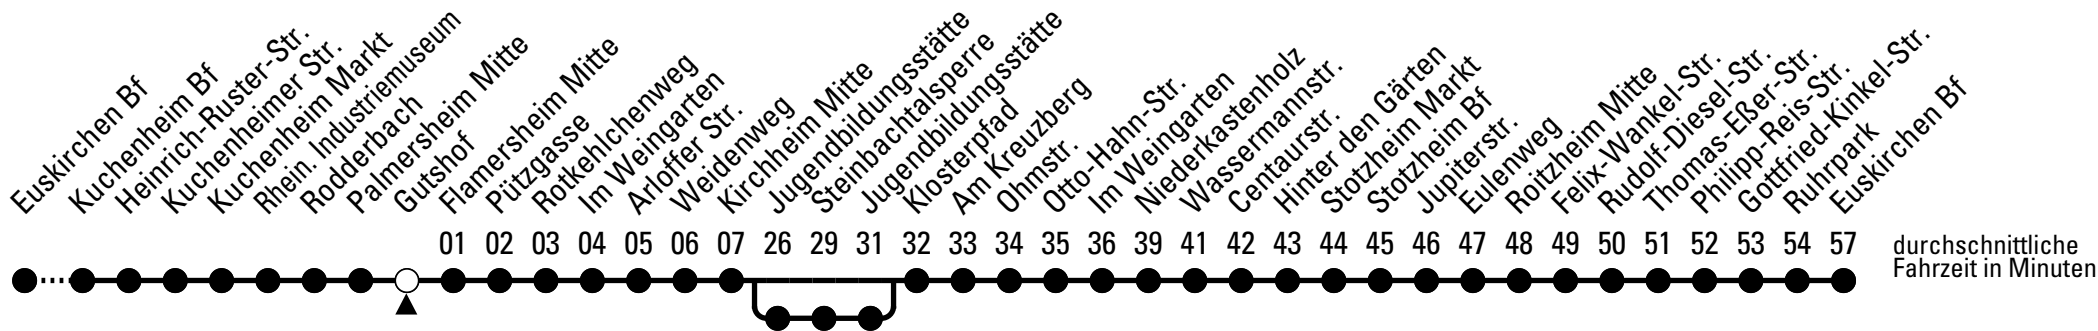 Euskirchen Bf
Kuchenheim Bf
Heinrich-Ruster-Str.
Kuchenheimer Str.
Kuchenheim Markt
Rhein. Industriemuseum
Rodderbach
Palmersheim Mitte
Gutshof
Flamersheim Mitte
Pützgasse
Rotkehlchenweg
Im Weingarten
Arloffer Str.
Weidenweg
Kirchheim Mitte
Jugendbildungsstätte
Steinbachtalsperre
Jugendbildungsstätte
Klosterpfad
Am Kreuzberg
Ohmstr.
Otto-Hahn-Str.
Im Weingarten
Niederkastenholz
Wassermannstr.
Centaurstr.
Hinter den Gärten
Stotzheim Markt
Stotzheim Bf
Jupiterstr.
Eulenweg
Roitzheim Mitte
Felix-Wankel-Str.
Rudolf-Diesel-Str.
Thomas-Eßer-Str.
Philipp-Reis-Str.
Gottfried-Kinkel-Str.
Ruhrpark
Euskirchen Bf
01 02 03 04 05 06 07 26 29 31 32 33 34 35 36 39 41 42 43 44 45 46 47 48 49 50 51 52 53 54 57
durchschnittliche
Fahrzeit in Minuten